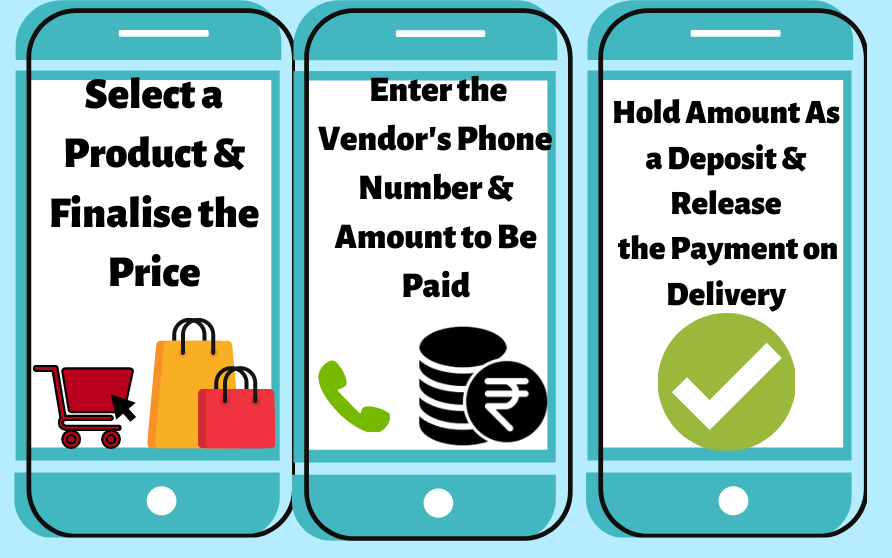 Select a
Product &
Finalise the
Price
Enter the
Vendor's Phone
Number &
Amount to Be
Paid
₹
Hold Amount As
a Deposit &
Release
the Payment on
Delivery